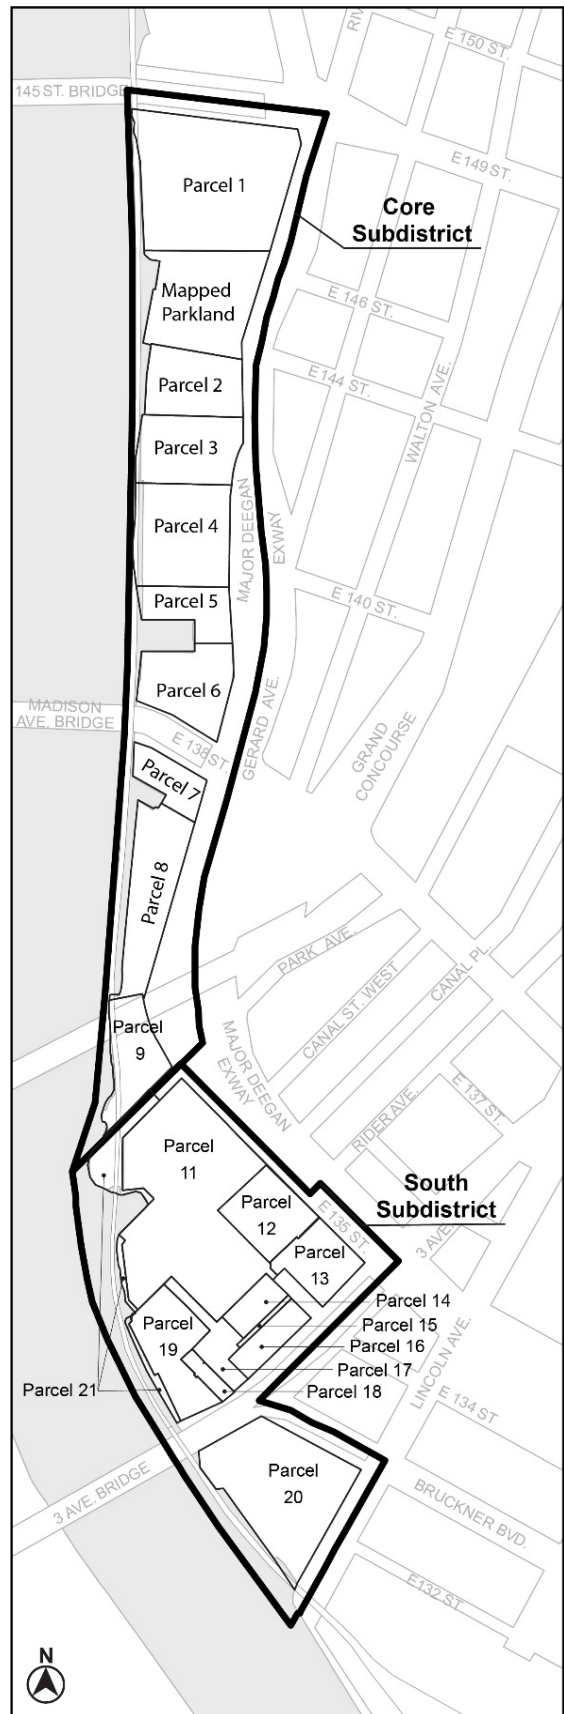 RIV
E 150 ST.
145 ST. BRIDGE
E 149 ST.
Parcel 1
Core
Subdistrict
Mapped
Parkland
E 146 ST.
Parcel 2
E 144 ST.
WALTON AVE.
Parcel 3
MAJOR DEEGAN
EXWAY
Parcel 4
Parcel 5
E 140 ST.
Parcel 6
MADISON
AVE. BRIDGE
E 138 ST.
GERARD AVE.
GRAND
CONCOURSE
Parcel 7
Parcel 8
PARK AVE.
CANAL ST. WEST
CANAL PL.
Parcel
9
MAJOR DEEGAN
EXWAY
E 137 ST.
RIDER AVE.
Parcel
11
South
Subdistrict
Parcel
12
E 135 ST.
3 AVE.
Parcel
13
Parcel 14
Parcel 15
Parcel
19
Parcel 16
Parcel 17
Parcel 18
Parcel 21
LINCOLN AVE.
E 134 ST
3 AVE. BRIDGE
Parcel
20
BRUCKNER BVD.
E132 ST
N